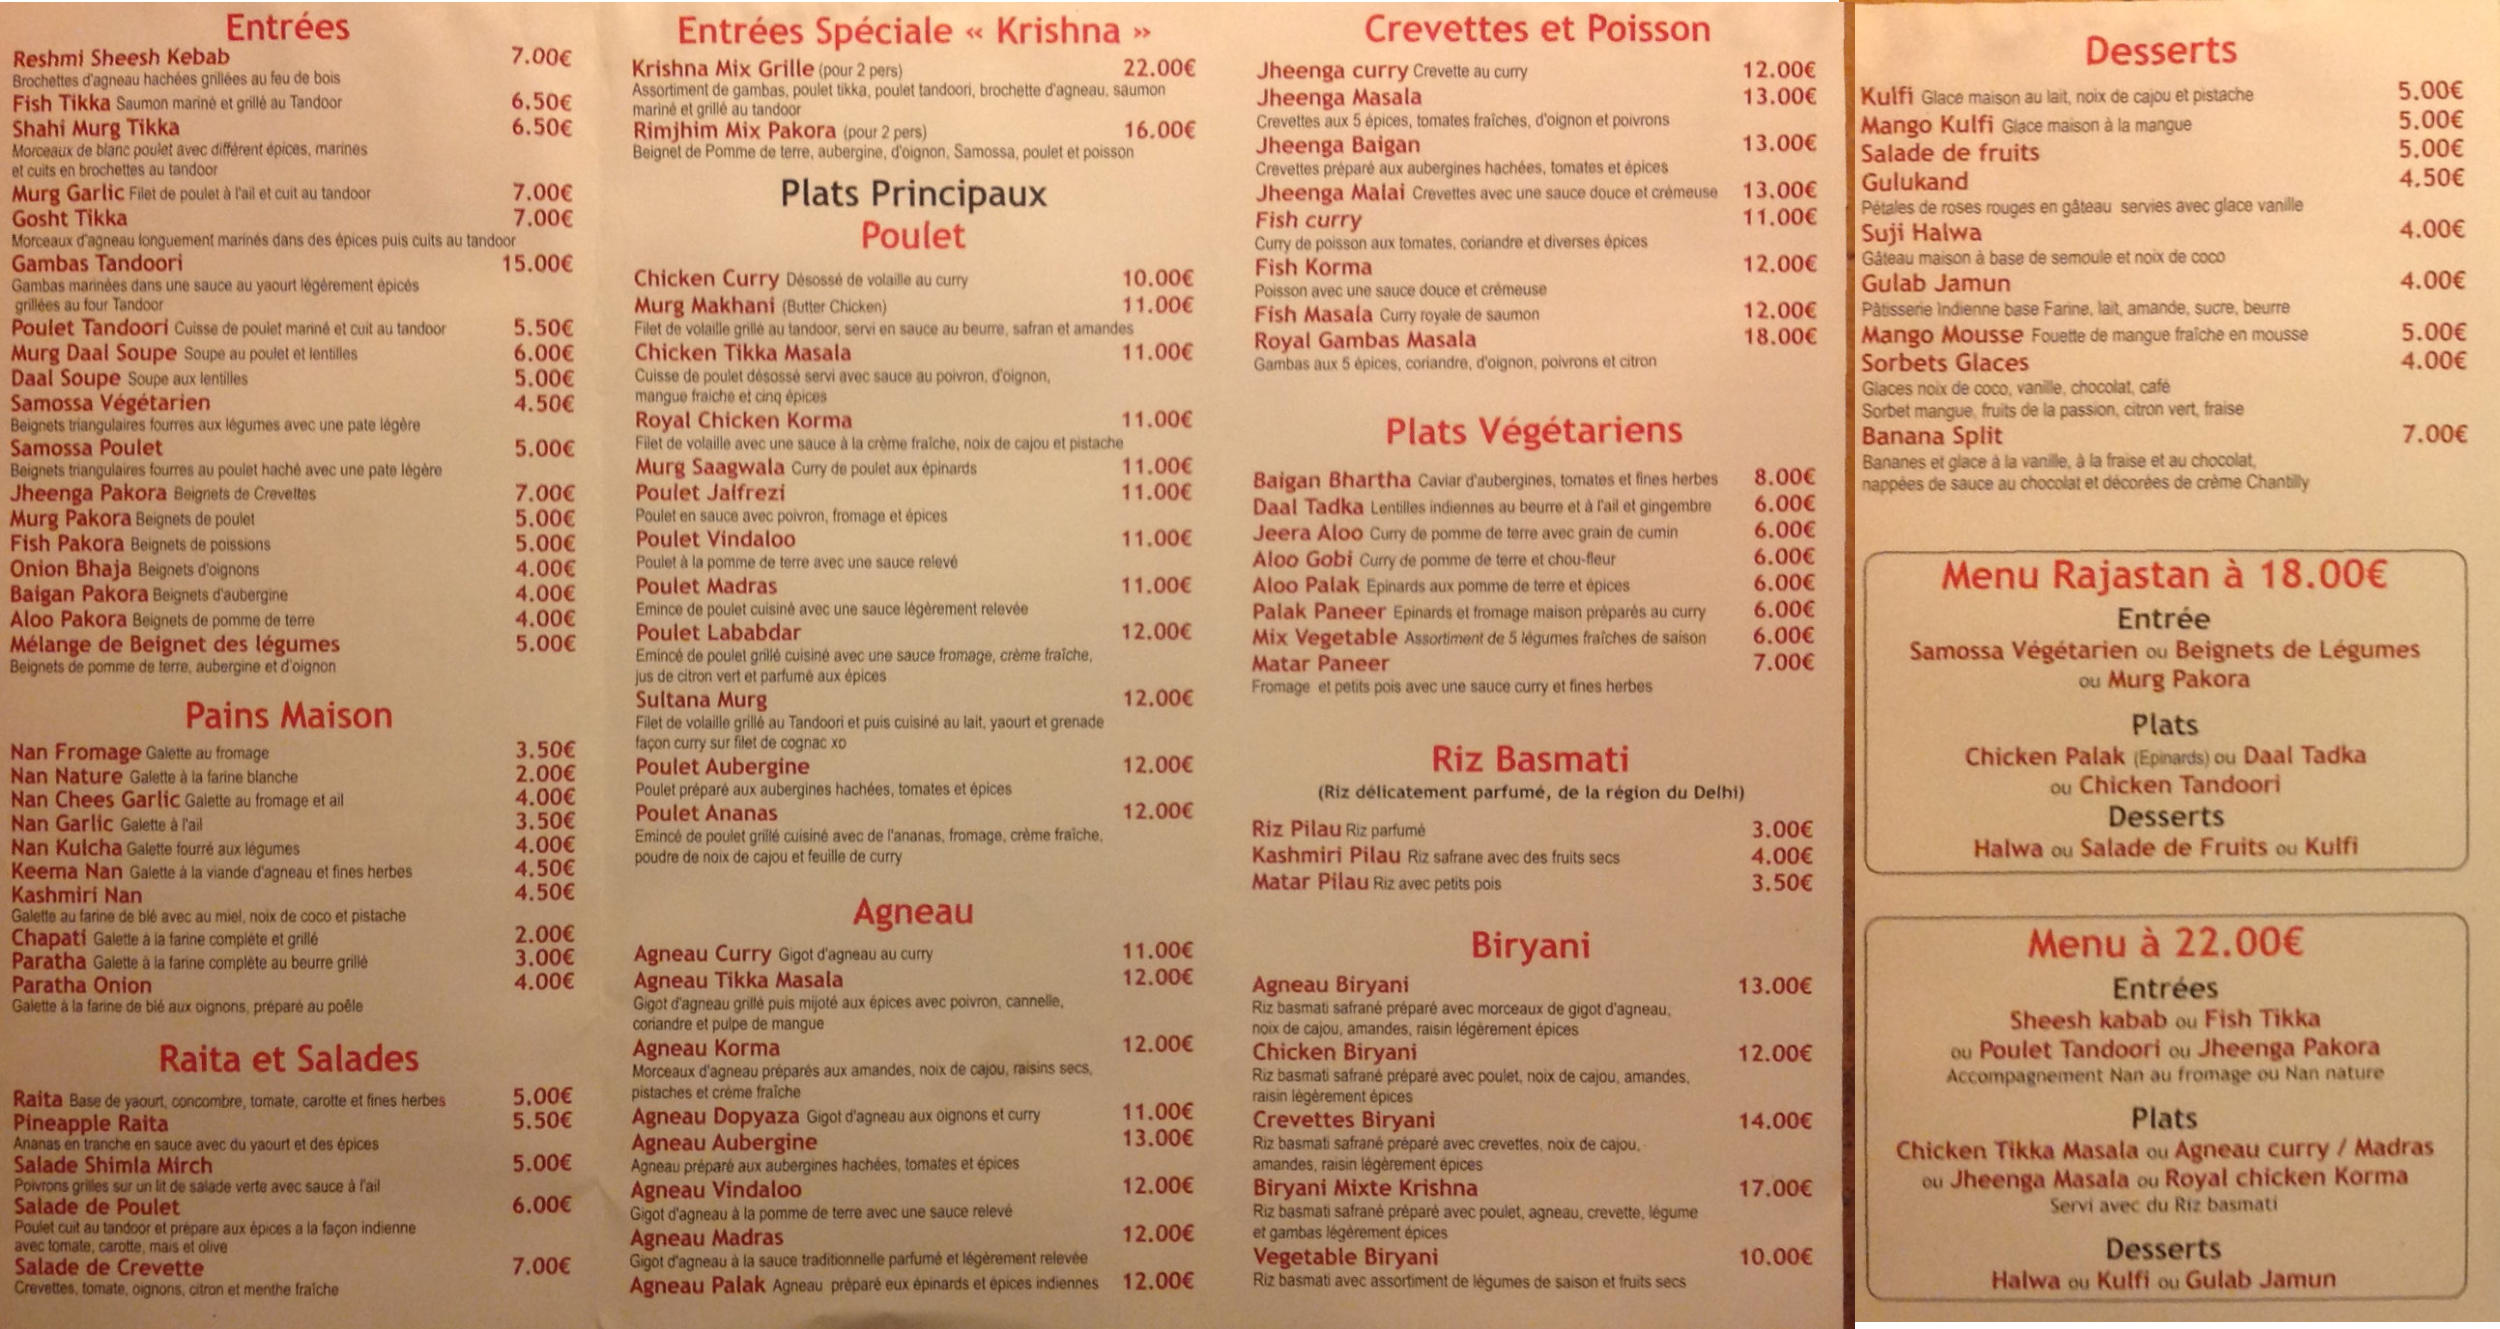 Entrées
Reshmi Sheesh Kebab 7.00€
Brochettes d'agneau hachées grillées au feu de bois
Fish Tikka Saumon mariné et grillé au Tandoor 6.50€
Shahi Murg Tikka 6.50€
Morceaux de blanc poulet avec différent épices, marines
et cuits en brochettes au tandoor
Murg Garlic Filet de poulet à l'ail et cuit au tandoor 7.00€
Gosht Tikka 7.00€
Morceaux d'agneau longuement marinés dans des épices puis cuits au tandoor
Gambas Tandoori 15.00€
Gambas marinées dans une sauce au yaourt légèrement épicés
grillées au four Tandoor
Poulet Tandoori Cuisse de poulet mariné et cuit au tandoor 5.50€
Murg Daal Soupe Soupe au poulet et lentilles 6.00€
Daal Soupe Soupe aux lentilles 5.00€
Samossa Végétarien 4.50€
Beignets triangulaires fourres aux légumes avec une pate légère
Samossa Poulet 5.00€
Beignets triangulaires fourres au poulet haché avec une pate légère
Jheenga Pakora Beignets de Crevettes 7.00€
Murg Pakora Beignets de poulet 5.00€
Fish Pakora Beignets de poissions 5.00€
Onion Bhaja Beignets d'oignons 4.00€
Baigan Pakora Beignets d'aubergine 4.00€
Aloo Pakora Beignets de pomme de terre 4.00€
Mélange de Beignet des légumes 5.00€
Beignets de pomme de terre, aubergine et d'oignon
Pains Maison
Nan Fromage Galette au fromage 3.50€
Nan Nature Galette à la farine blanche 2.00€
Nan Chees Garlic Galette au fromage et ail 4.00€
Nan Garlic Galette à l'ail 3.50€
Nan Kulcha Galette fourré aux légumes 4.00€
Keema Nan Galette à la viande d'agneau et fines herbes 4.50€
Kashmiri Nan 4.50€
Galette au farine de blé avec au miel, noix de coco et pistache
Chapati Galette à la farine complète et grillé 2.00€
Paratha Galette à la farine complète au beurre grillé 3.00€
Paratha Onion 4.00€
Galette à la farine de blé aux oignons, préparé au poêle
Raita et Salades
Raita Base de yaourt, concombre, tomate, carotte et fines herbes 5.00€
Pineapple Raita 5.50€
Ananas en tranche en sauce avec du yaourt et des épices
Salade Shimla Mirch 5.00€
Poivrons grilles sur un lit de salade verte avec sauce à l'ail
Salade de Poulet 6.00€
Poulet cuit au tandoor et prépare aux épices a la façon indienne
avec tomate, carotte, mais et olive
Salade de Crevette 7.00€
Crevettes, tomate, oignons, citron et menthe fraîche
Entrées Spéciale « Krishna »
Krishna Mix Grille (pour 2 pers) 22.00€
Assortiment de gambas, poulet tikka, poulet tandoori, brochette d'agneau, saumon
mariné et grillé au tandoor
Rimjhim Mix Pakora (pour 2 pers) 16.00€
Beignet de Pomme de terre, aubergine, d'oignon, Samossa, poulet et poisson
Plats Principaux
Poulet
Chicken Curry Désossé de volaille au curry 10.00€
Murg Makhani (Butter Chicken) 11.00€
Filet de volaille grillé au tandoor, servi en sauce au beurre, safran et amandes
Chicken Tikka Masala 11.00€
Cuisse de poulet désossé servi avec sauce au poivron, d'oignon,
mangue fraiche et cinq épices
Royal Chicken Korma 11.00€
Filet de volaille avec une sauce à la crème fraîche, noix de cajou et pistache
Murg Saagwala Curry de poulet aux épinards 11.00€
Poulet Jalfrezi 11.00€
Poulet en sauce avec poivron, fromage et épices
Poulet Vindaloo 11.00€
Poulet à la pomme de terre avec une sauce relevé
Poulet Madras 11.00€
Emince de poulet cuisiné avec une sauce légèrement relevée
Poulet Lababdar 12.00€
Emincé de poulet grillé cuisiné avec une sauce fromage, crème fraîche,
jus de citron vert et parfumé aux épices
Sultana Murg 12.00€
Filet de volaille grillé au Tandoori et puis cuisiné au lait, yaourt et grenade
façon curry sur filet de cognac xo
Poulet Aubergine 12.00€
Poulet préparé aux aubergines hachées, tomates et épices
Poulet Ananas 12.00€
Emincé de poulet grillé cuisiné avec de l'ananas, fromage, crème fraîche,
poudre de noix de cajou et feuille de curry
Agneau
Agneau Curry Gigot d'agneau au curry 11.00€
Agneau Tikka Masala 12.00€
Gigot d'agneau grillé puis mijoté aux épices avec poivron, cannelle,
coriandre et pulpe de mangue
Agneau Korma 12.00€
Morceaux d'agneau préparés aux amandes, noix de cajou, raisins secs,
pistaches et créme fraîche
Agneau Dopyaza Gigot d'agneau aux oignons et curry 11.00€
Agneau Aubergine 13.00€
Agneau préparé aux aubergines hachées, tomates et épices
Agneau Vindaloo 12.00€
Gigot d'agneau à la pomme de terre avec une sauce relevé
Agneau Madras 12.00€
Gigot d'agneau à la sauce traditionnelle parfumé et légèrement relevée
Agneau Palak Agneau préparé eux épinards et épices indiennes 12.00€
Crevettes et Poisson
Jheenga curry Crevette au curry 12.00€
Jheenga Masala 13.00€
Crevettes aux 5 épices, tomates fraîches, d'oignon et poivrons
Jheenga Baigan 13.00€
Crevettes préparé aux aubergines hachées, tomates et épices
Jheenga Malai Crevettes avec une sauce douce et crémeuse 13.00€
Fish curry 11.00€
Curry de poisson aux tomates, coriandre et diverses épices
Fish Korma 12.00€
Poisson avec une sauce douce et crémeuse
Fish Masala Curry royale de saumon 12.00€
Royal Gambas Masala 18.00€
Gambas aux 5 épices, coriandre, d'oignon, poivrons et citron
Plats Végétariens
Baigan Bhartha Caviar d'aubergines, tomates et fines herbes 8.00€
Daal Tadka Lentilles indiennes au beurre et à l'ail et gingembre 6.00€
Jeera Aloo Curry de pomme de terre avec grain de cumin 6.00€
Aloo Gobi Curry de pomme de terre et chou-fleur 6.00€
Aloo Palak Epinards aux pomme de terre et épices 6.00€
Palak Paneer Epinards et fromage maison préparés au curry 6.00€
Mix Vegetable Assortiment de 5 légumes fraîches de saison 6.00€
Matar Paneer 7.00€
Fromage et petits pois avec une sauce curry et fines herbes
Riz Basmati
(Riz délicatement parfumé, de la région du Delhi)
Riz Pilau Riz parfumé 3.00€
Kashmiri Pilau Riz safrane avec des fruits secs 4.00€
Matar Pilau Riz avec petits pois 3.50€
Biryani
Agneau Biryani 13.00€
Riz basmati safrané préparé avec morceaux de gigot d'agneau,
noix de cajou, amandes, raisin légèrement épices
Chicken Biryani 12.00€
Riz basmati safrané préparé avec poulet, noix de cajou, amandes,
raisin lègèrement épices
Crevettes Biryani 14.00€
Riz basmati safrané préparé avec crevettes, noix de cajou,
amandes, raisin légèrement épices
Biryani Mixte Krishna 17.00€
Riz basmati safrané préparé avec poulet, agneau, crevette, légume
et gambas légèrement épices
Vegetable Biryani 10.00€
Riz basmati avec assortiment de légumes de saison et fruits secs
Desserts
Kulfi Glace maison au lait, noix de cajou et pistache 5.00€
Mango Kulfi Glace maison à la mangue 5.00€
Salade de fruits 5.00€
Gulukand 4.50€
Pétales de roses rouges en gâteau servies avec glace vanille
Suji Halwa 4.00€
Gâteau maison à base de semoule et noix de coco
Gulab Jamun 4.00€
Pâtisserie Indienne base Farine, lait, amande, sucre, beurre
Mango Mousse Fouette de mangue fraîche en mousse 5.00€
Sorbets Glaces 4.00€
Glaces noix de coco, vanille, chocolat, café
Sorbet mangue, fruits de la passion, citron vert, fraise
Banana Split 7.00€
Bananes et glace à la vanille, à la fraise et au chocolat,
nappées de sauce au chocolat et décorées de crème Chantilly
Menu Rajastan à 18.00€
Entrée
Samossa Végétarien ou Beignets de Légumes
ou Murg Pakora
Plats
Chicken Palak (Epinards) ou Daal Tadka
ou Chicken Tandoori
Desserts
Halwa ou Salade de Fruits ou Kulfi
Menu à 22.00€
Entrées
Sheesh kabab ou Fish Tikka
ou Poulet Tandoori ou Jheenga Pakora
Accompagnement Nan au fromage ou Nan nature
Plats
Chicken Tikka Masala ou Agneau curry / Madras
ou Jheenga Masala ou Royal chicken Korma
Servi avec du Riz basmati
Desserts
Halwa ou Kulfi ou Gulab Jamun